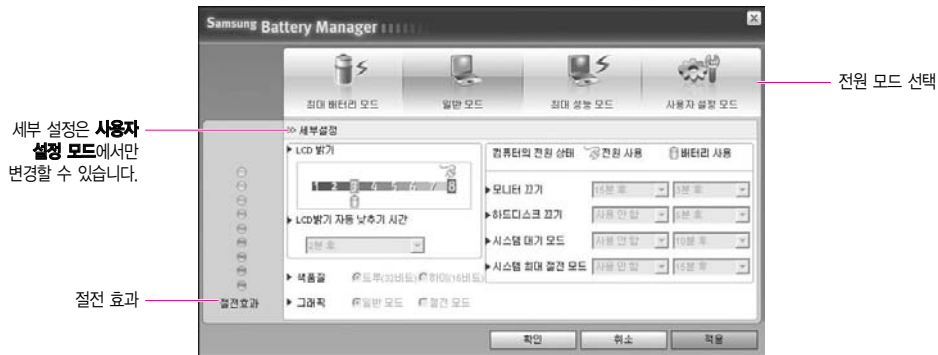 Samsung Battery Manager
최대 배터리 모드
일반 모드
최대 성능 모드
사용자 설정 모드
전원 모드 선택
세부 설정은 사용자
설정 모드에서만
변경할 수 있습니다.
절전 효과
절전효과
>> 세부설정
LCD 밝기
1 2 3 4 5 6 7 8
LCD밝기 자동 낮추기 시간
2분 후
색품질 트루(32비트) 하이(16비트)
그래픽 일반 모드 절전 모드
컴퓨터의 전원 상태 전원 사용 배터리 사용
모니터 끄기 15분 후 3분 후
하드디스크 끄기 사용 안 함 5분 후
시스템 대기 모드 사용 안 함 10분 후
시스템 최대 절전 모드 사용 안 함 15분 후
확인 취소 적용